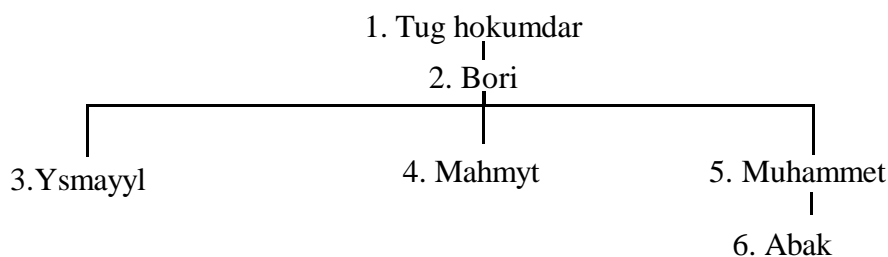 1. Tug hokumdar
2. Bori
3.Ysmayyl
4. Mahmyt
5. Muhammet
6. Abak